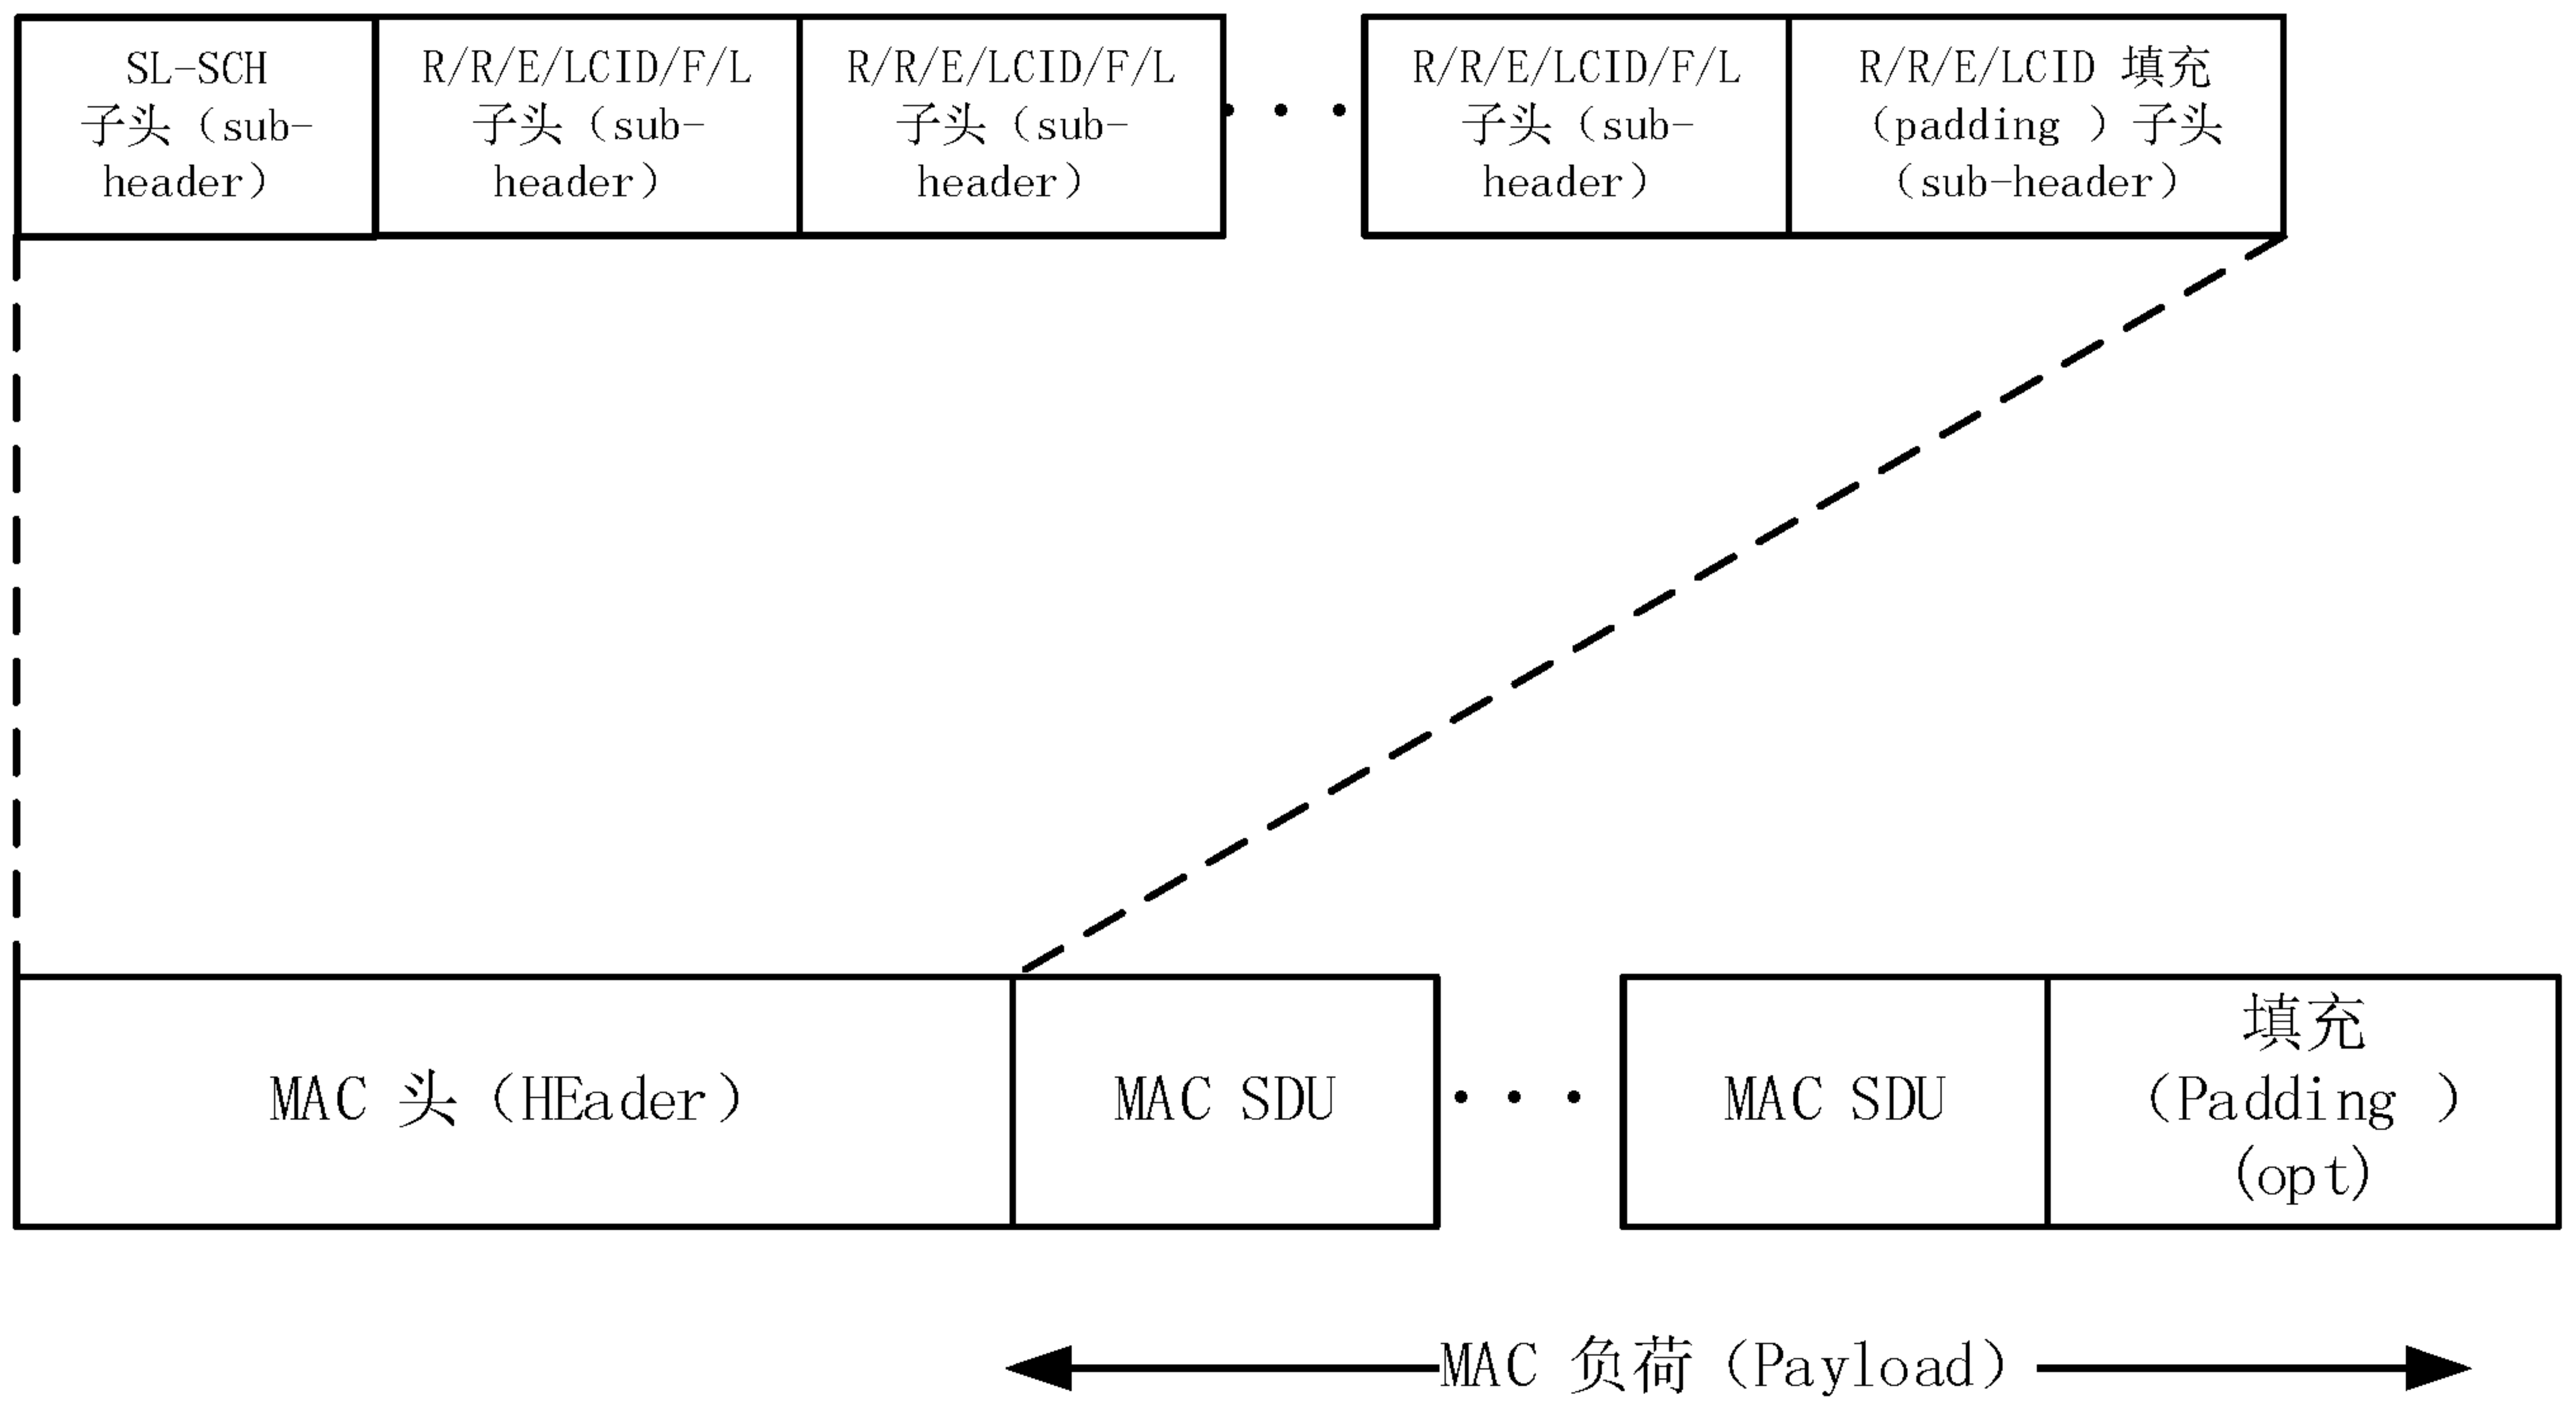 SL-SCH
子头（sub-
header）
R/R/E/LCID/F/L
子头（sub-
header）
R/R/E/LCID/F/L
子头（sub-
header）
R/R/E/LCID/F/L
子头（sub-
header）
R/R/E/LCID 填充
（padding ）子头
（sub-header）
MAC 头（HEader）
MAC SDU
MAC SDU
填充
（Padding ）
(opt)
MAC 负荷（Payload）